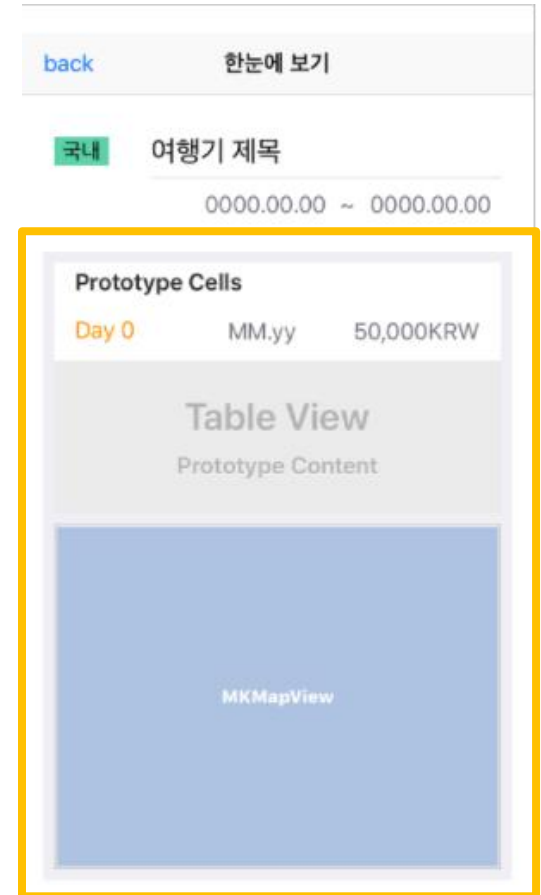 back 한눈에 보기
국내 여행기 제목
0000.00.00 ~ 0000.00.00
Prototype Cells
Day 0 MM.yy 50,000KRW
Table View
Prototype Content
MKMapView